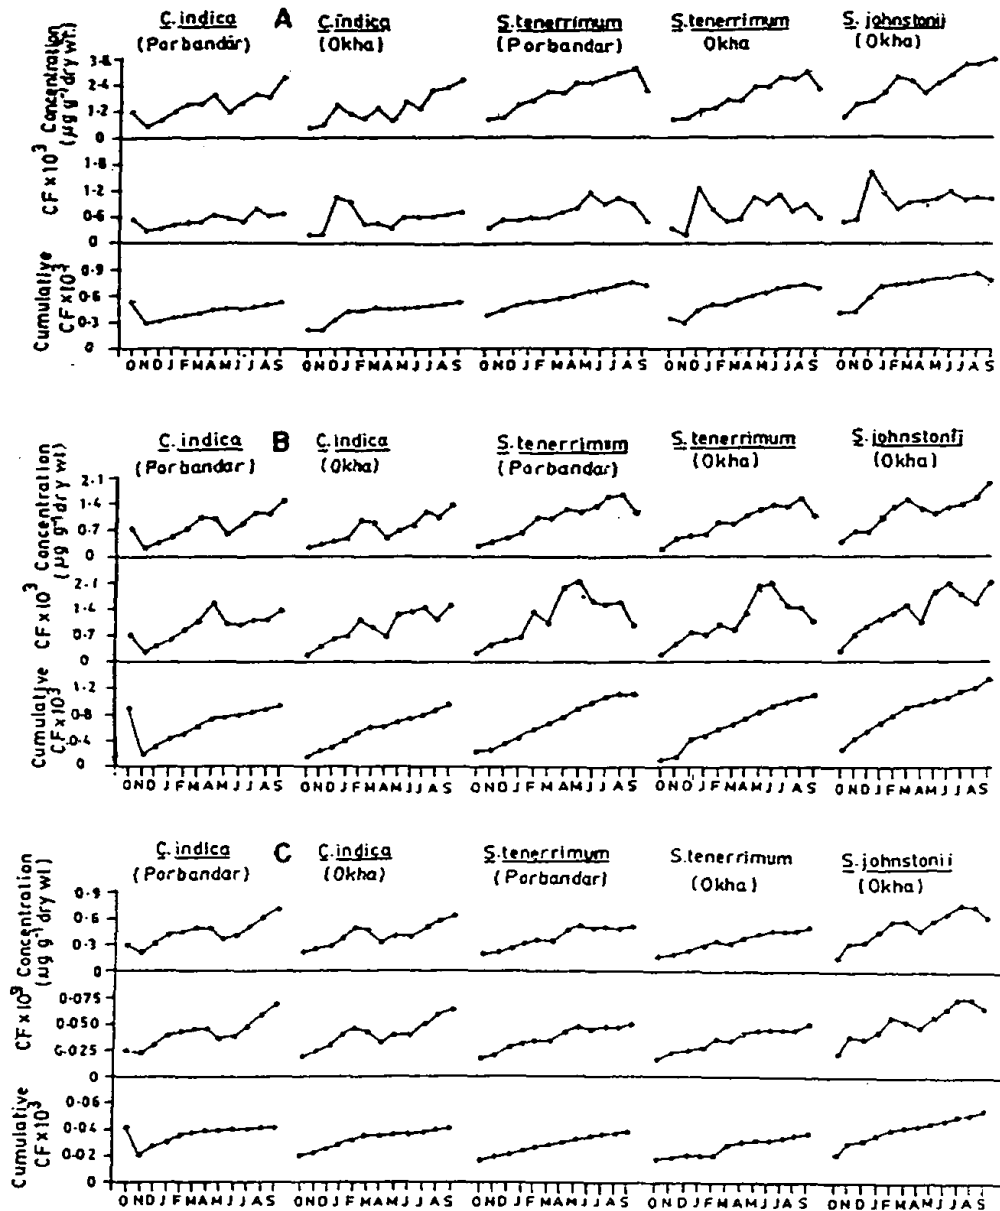 C. indica A C. indica S. tenerrimum S. tenerrimum S. johnstonii
(Porbandar) (Okha) (Porbandar) Okha (Okha)
Concentration (µg g⁻¹ dry wt.)
3·6
2·4
1·2
0
CF x 10³
1·8
1·2
0·6
0
Cumulative CF x 10³
0·9
0·6
0·3
0
O N D J F M A M J J A S O N D J F M A M J J A S O N D J F M A M J J A S O N D J F M A M J J A S O N D J F M A M J J A S
C. indica B C. indica S. tenerrimum S. tenerrimum S. johnstonii
(Porbandar) (Okha) (Porbandar) (Okha) (Okha)
Concentration (µg g⁻¹ dry wt)
2·1
1·4
0·7
0
CF x 10³
2·1
1·4
0·7
0
Cumulative CF x 10³
1·2
0·8
0·4
0
O N D J F M A M J J A S O N D J F M A M J J A S O N D J F M A M J J A S O N D J F M A M J J A S O N D J F M A M J J A S
C. indica C C. indica S. tenerrimum S. tenerrimum S. johnstonii
(Porbandar) (Okha) (Porbandar) (Okha) (Okha)
Concentration (µg g⁻¹ dry wt)
0·9
0·6
0·3
0
0·075
0·050
0·025
0
Cumulative CF x 10³
0·06
0·04
0·02
0
O N D J F M A M J J A S O N D J F M A M J J A S O N D J F M A M J J A S O N D J F M A M J J A S O N D J F M A M J J A S